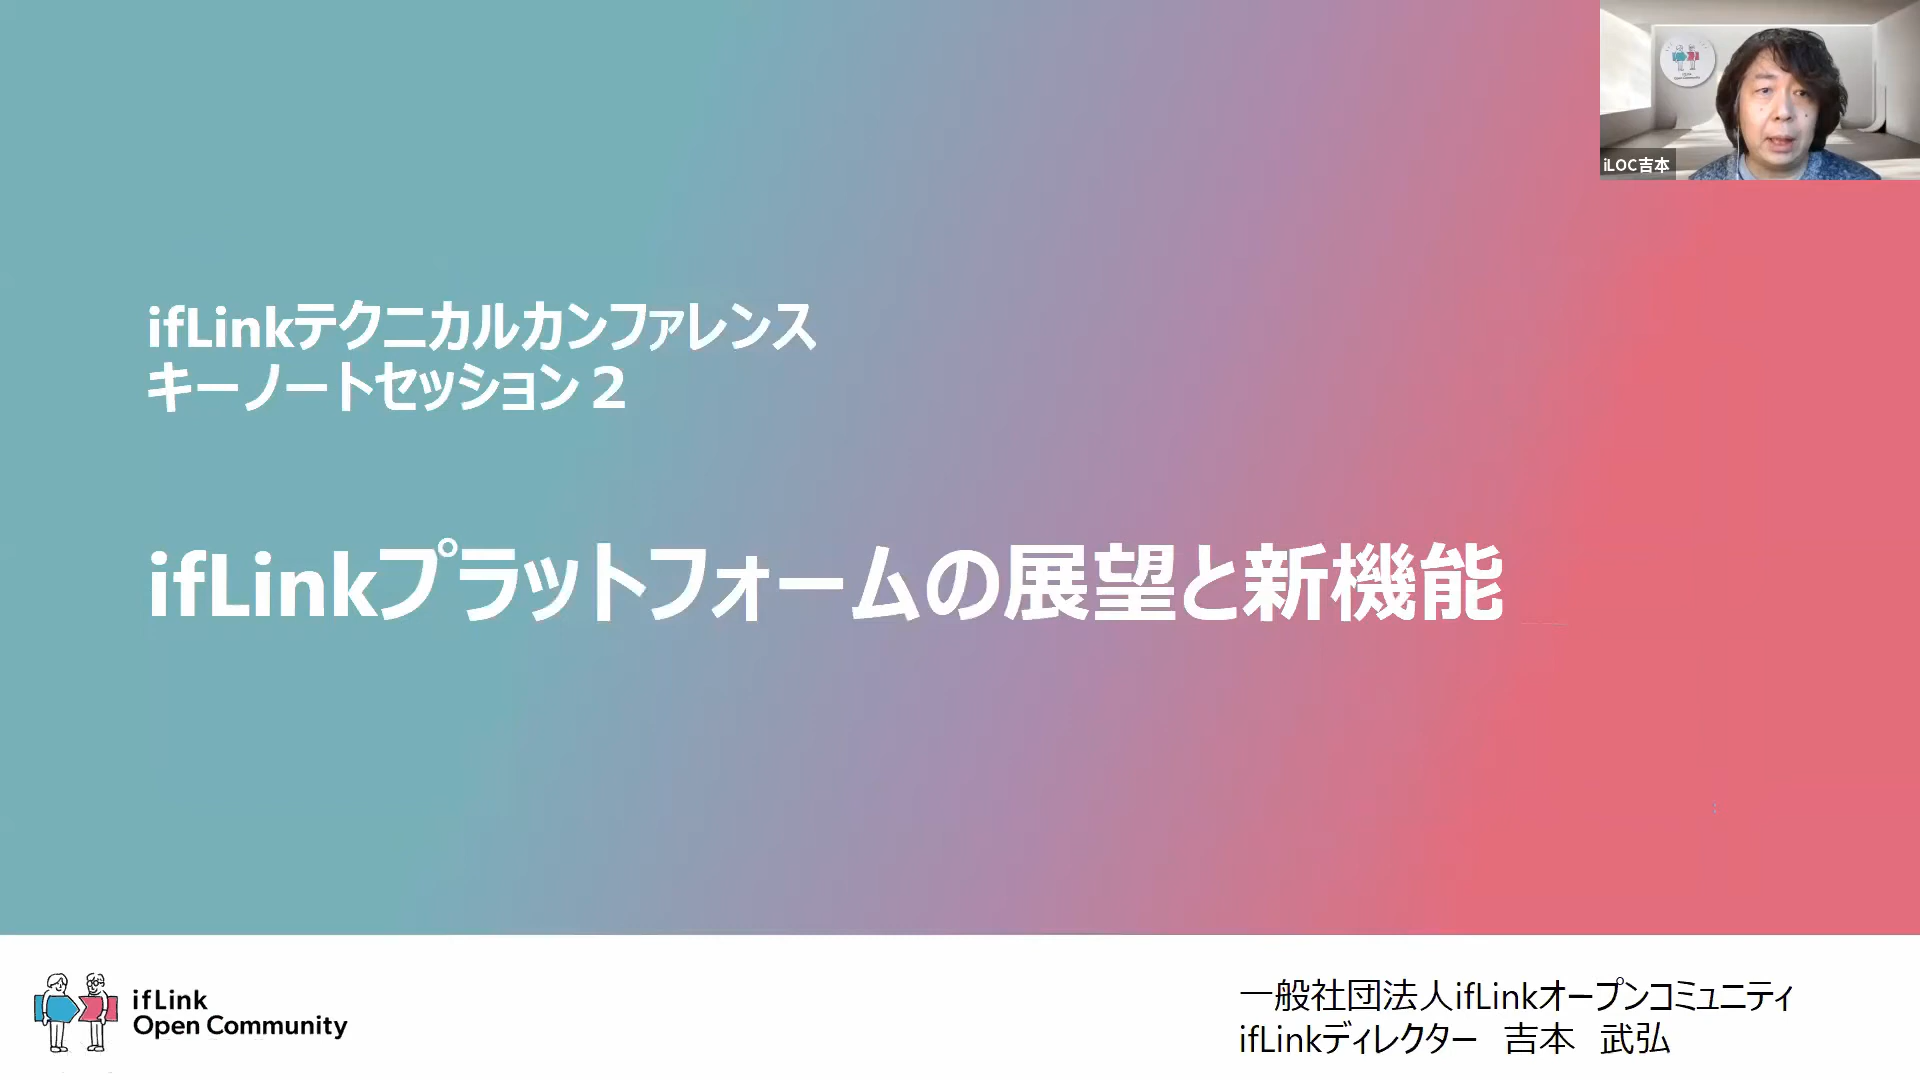 ifLinkテクニカルカンファレンス
キーノートセッション２
ifLinkプラットフォームの展望と新機能
iLOC吉本
ifLink
Open Community
一般社団法人ifLinkオープンコミュニティ
ifLinkディレクター　吉本　武弘